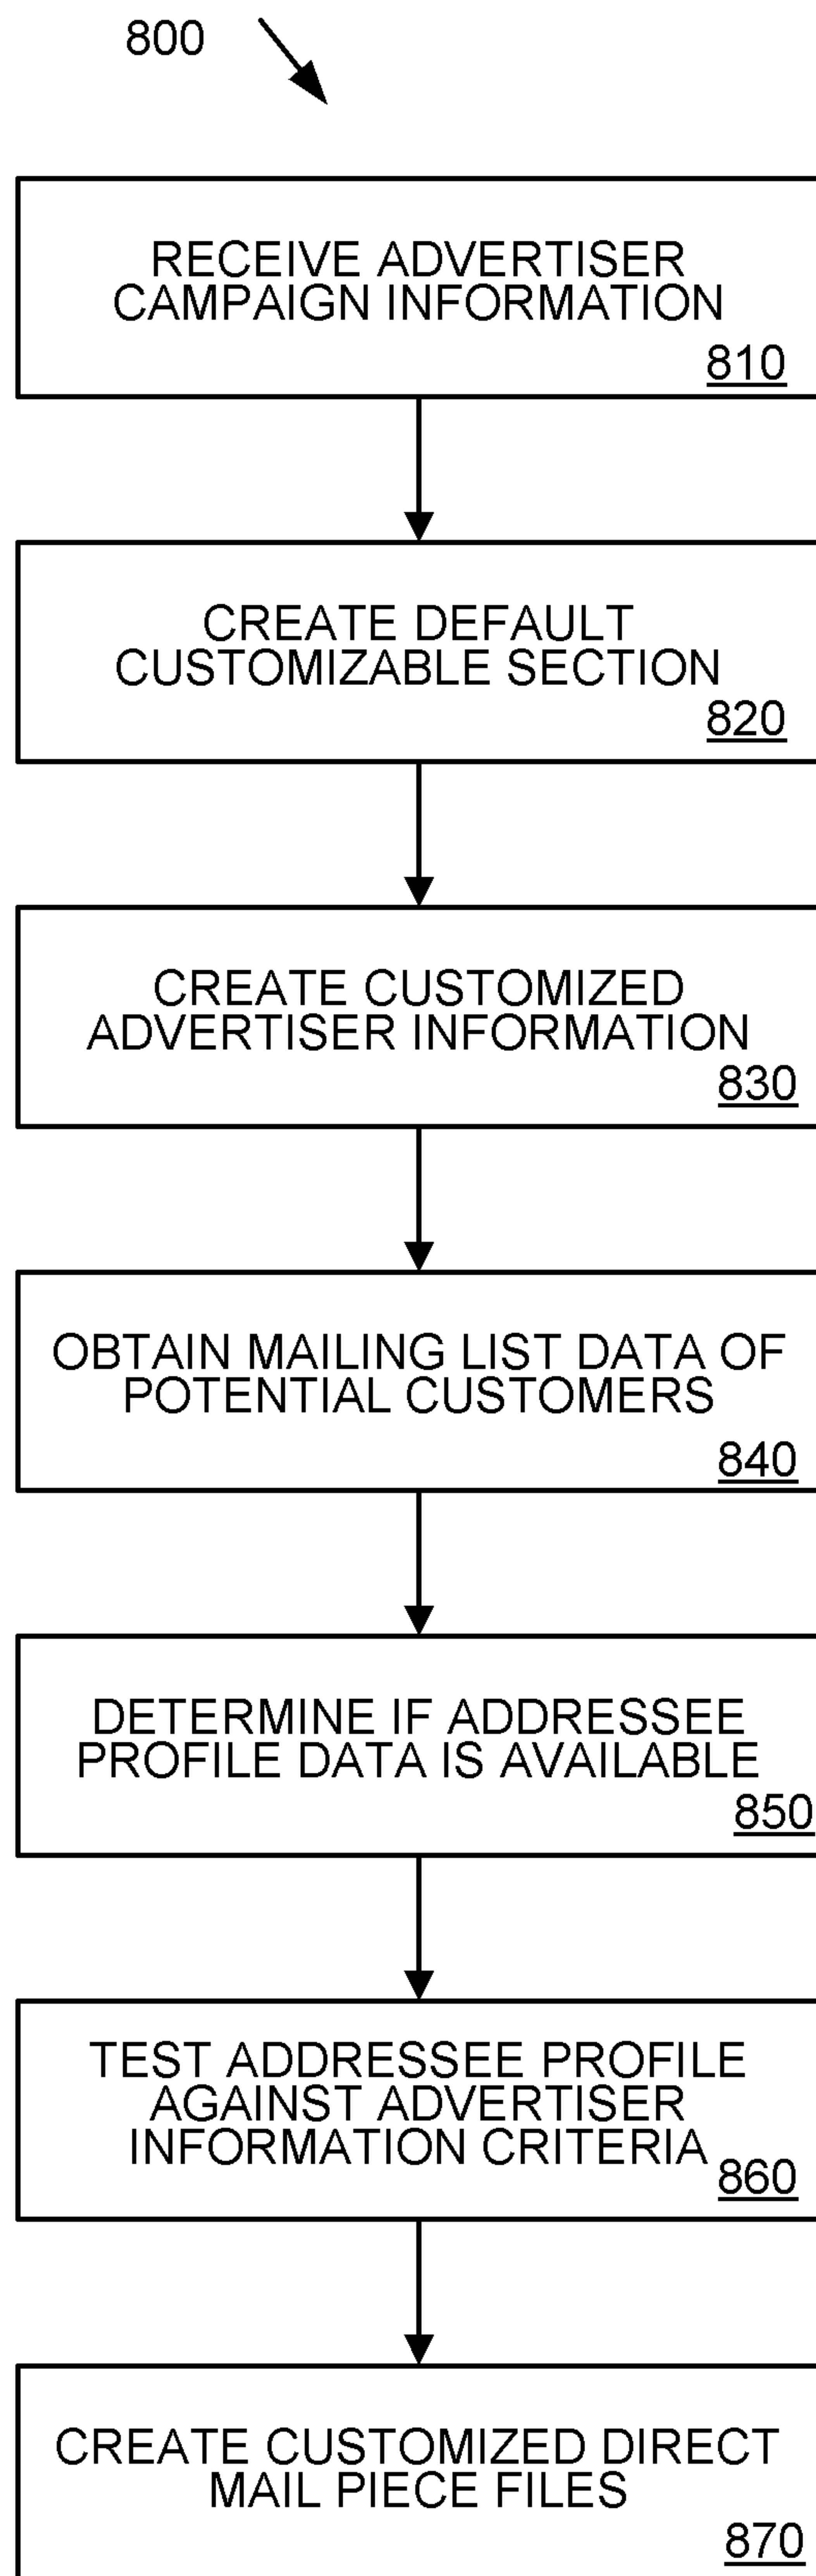 800
RECEIVE ADVERTISER
CAMPAIGN INFORMATION
810
CREATE DEFAULT
CUSTOMIZABLE SECTION
820
CREATE CUSTOMIZED
ADVERTISER INFORMATION
830
OBTAIN MAILING LIST DATA OF
POTENTIAL CUSTOMERS
840
DETERMINE IF ADDRESSEE
PROFILE DATA IS AVAILABLE
850
TEST ADDRESSEE PROFILE
AGAINST ADVERTISER
INFORMATION CRITERIA
860
CREATE CUSTOMIZED DIRECT
MAIL PIECE FILES
870